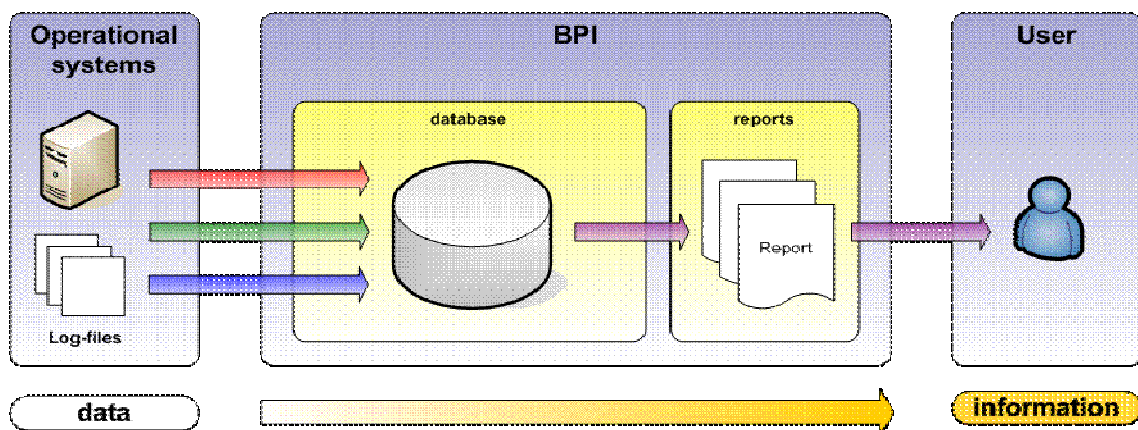 Operational
systems
BPI
User
database
reports
Report
Log-files
data
information